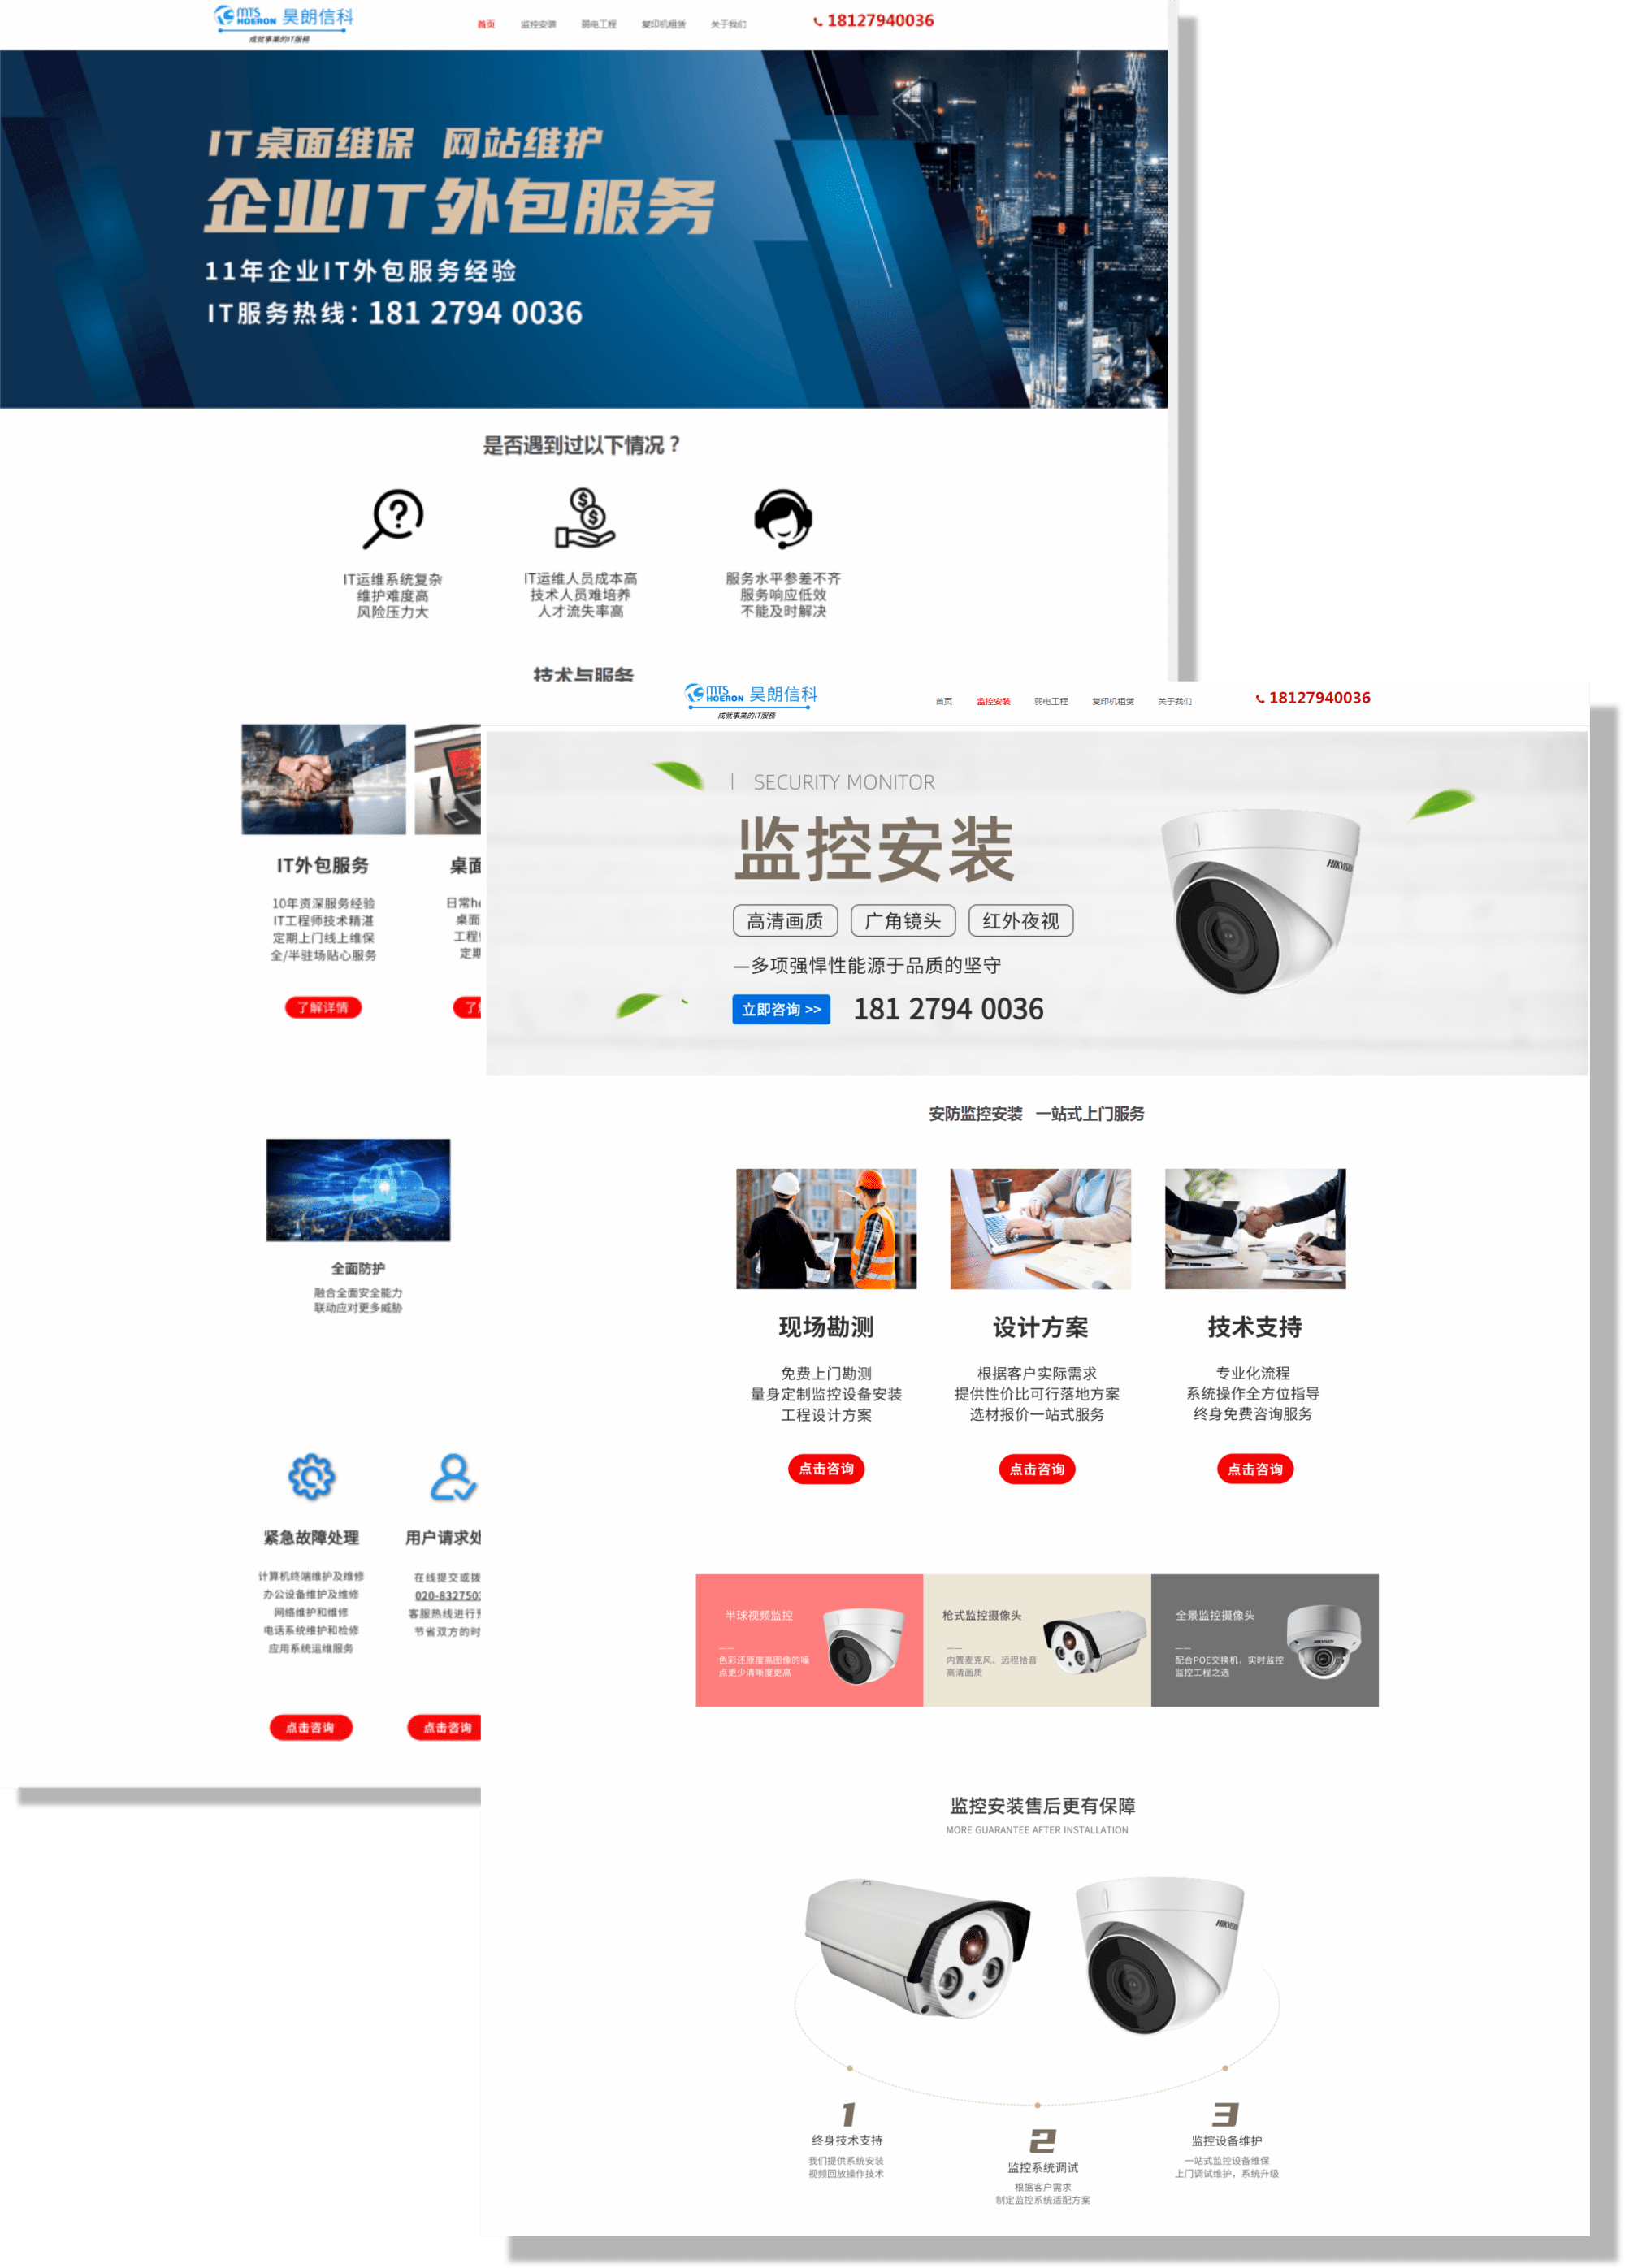 MTS
HOERON 昊朗信科
成就事業的IT服務
首页 监控安装 弱电工程 复印机租赁 关于我们
18127940036
IT桌面维保 网站维护
企业IT外包服务
11年企业IT外包服务经验
IT服务热线：181 2794 0036
是否遇到过以下情况？
IT运维系统复杂
维护难度高
风险压力大
IT运维人员成本高
技术人员难培养
人才流失率高
服务水平参差不齐
服务响应低效
不能及时解决
技术与服务
IT外包服务
10年资深服务经验
IT工程师技术精湛
定期上门线上维保
全/半驻场贴心服务
了解详情
桌面
日常he
桌面
工程
定期
了
全面防护
融合全面安全能力
联动应对更多威胁
紧急故障处理
计算机终端维护及维修
办公设备维护及维修
网络维护和维修
电话系统维护和检修
应用系统运维服务
点击咨询
用户请求处
在线提交或拨
020-8327503
客服热线进行
节省双方的时
点击咨询
MTS
HOERON 昊朗信科
成就事業的IT服務
首页 监控安装 弱电工程 复印机租赁 关于我们
18127940036
SECURITY MONITOR
监控安装
高清画质 广角镜头 红外夜视
—多项强悍性能源于品质的坚守
立即咨询 >> 181 2794 0036
HIKVISION
安防监控安装 一站式上门服务
现场勘测
免费上门勘测
量身定制监控设备安装
工程设计方案
点击咨询
设计方案
根据客户实际需求
提供性价比可行落地方案
选材报价一站式服务
点击咨询
技术支持
专业化流程
系统操作全方位指导
终身免费咨询服务
点击咨询
半球视频监控
色彩还原度高图像的噪
点更少清晰度更高
枪式监控摄像头
内置麦克风、远程拾音
高清画质
全景监控摄像头
配合POE交换机，实时监控
监控工程之选
监控安装售后更有保障
MORE GUARANTEE AFTER INSTALLATION
HIKVISION
1
终身技术支持
我们提供系统安装
视频回放操作技术
2
监控系统调试
根据客户需求
制定监控系统适配方案
3
监控设备维护
一站式监控设备维保
上门调试维护，系统升级